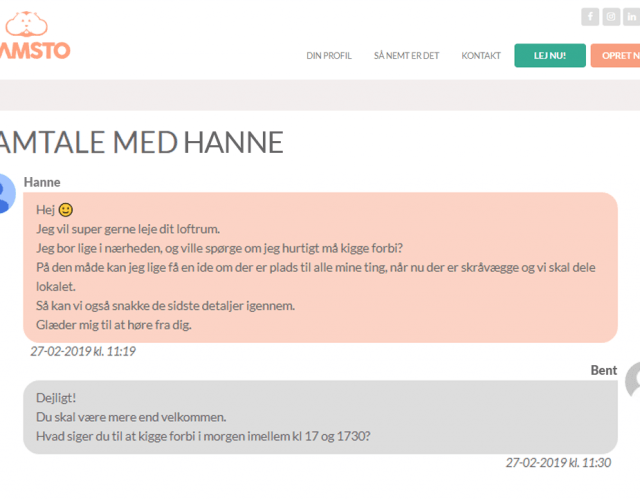 AMSTO
DIN PROFIL
SÅ NEMT ER DET
KONTAKT
LEJ NU!
OPRET N
AMTALE MED HANNE
Hanne
Hej 🙂
Jeg vil super gerne leje dit loftrum.
Jeg bor lige i nærheden, og ville spørge om jeg hurtigt må kigge forbi?
På den måde kan jeg lige få en ide om der er plads til alle mine ting, når nu der er skråvægge og vi skal dele
lokalet.
Så kan vi også snakke de sidste detaljer igennem.
Glæder mig til at høre fra dig.
27-02-2019 kl. 11:19
Bent
Dejligt!
Du skal være mere end velkommen.
Hvad siger du til at kigge forbi i morgen imellem kl 17 og 1730?
27-02-2019 kl. 11:30